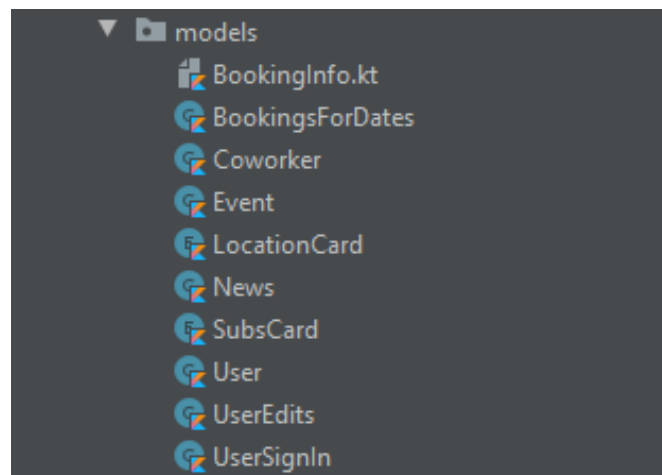 models
BookingInfo.kt
BookingsForDates
Coworker
Event
LocationCard
News
SubsCard
User
UserEdits
UserSignIn